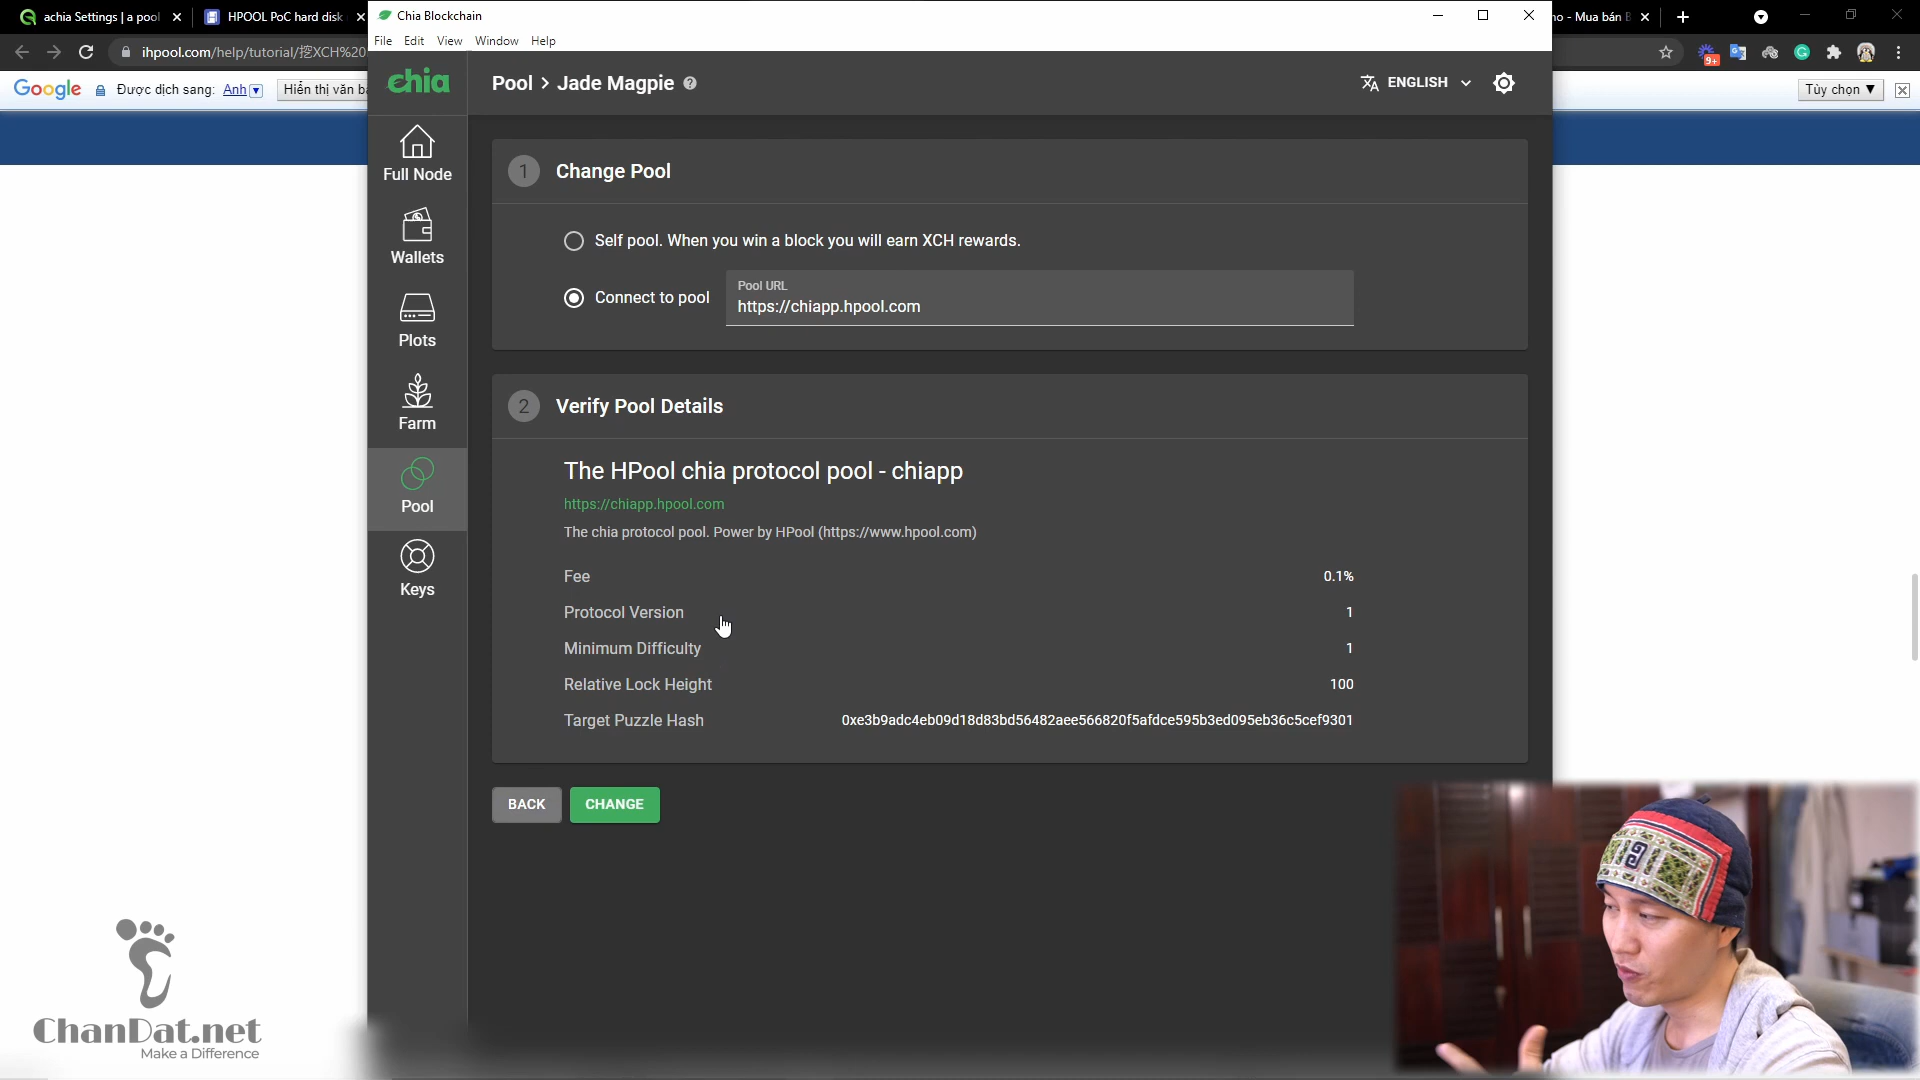 achia Settings | a pool
HPOOL PoC hard disk
Chia Blockchain
no - Mua bán B
File Edit View Window Help
ihpool.com/help/tutorial/挖XCH%20
9+
Google Được dịch sang: Anh
Hiển thị văn bả
Tùy chọn
chia
Pool > Jade Magpie ?
ENGLISH
Full Node
Wallets
Plots
Farm
Pool
Keys
1 Change Pool
Self pool. When you win a block you will earn XCH rewards.
Connect to pool
Pool URL
https://chiapp.hpool.com
2 Verify Pool Details
The HPool chia protocol pool - chiapp
https://chiapp.hpool.com
The chia protocol pool. Power by HPool (https://www.hpool.com)
Fee 0.1%
Protocol Version 1
Minimum Difficulty 1
Relative Lock Height 100
Target Puzzle Hash 0xe3b9adc4eb09d18d83bd56482aee566820f5afdce595b3ed095eb36c5cef9301
BACK CHANGE
ChanDat.net
Make a Difference